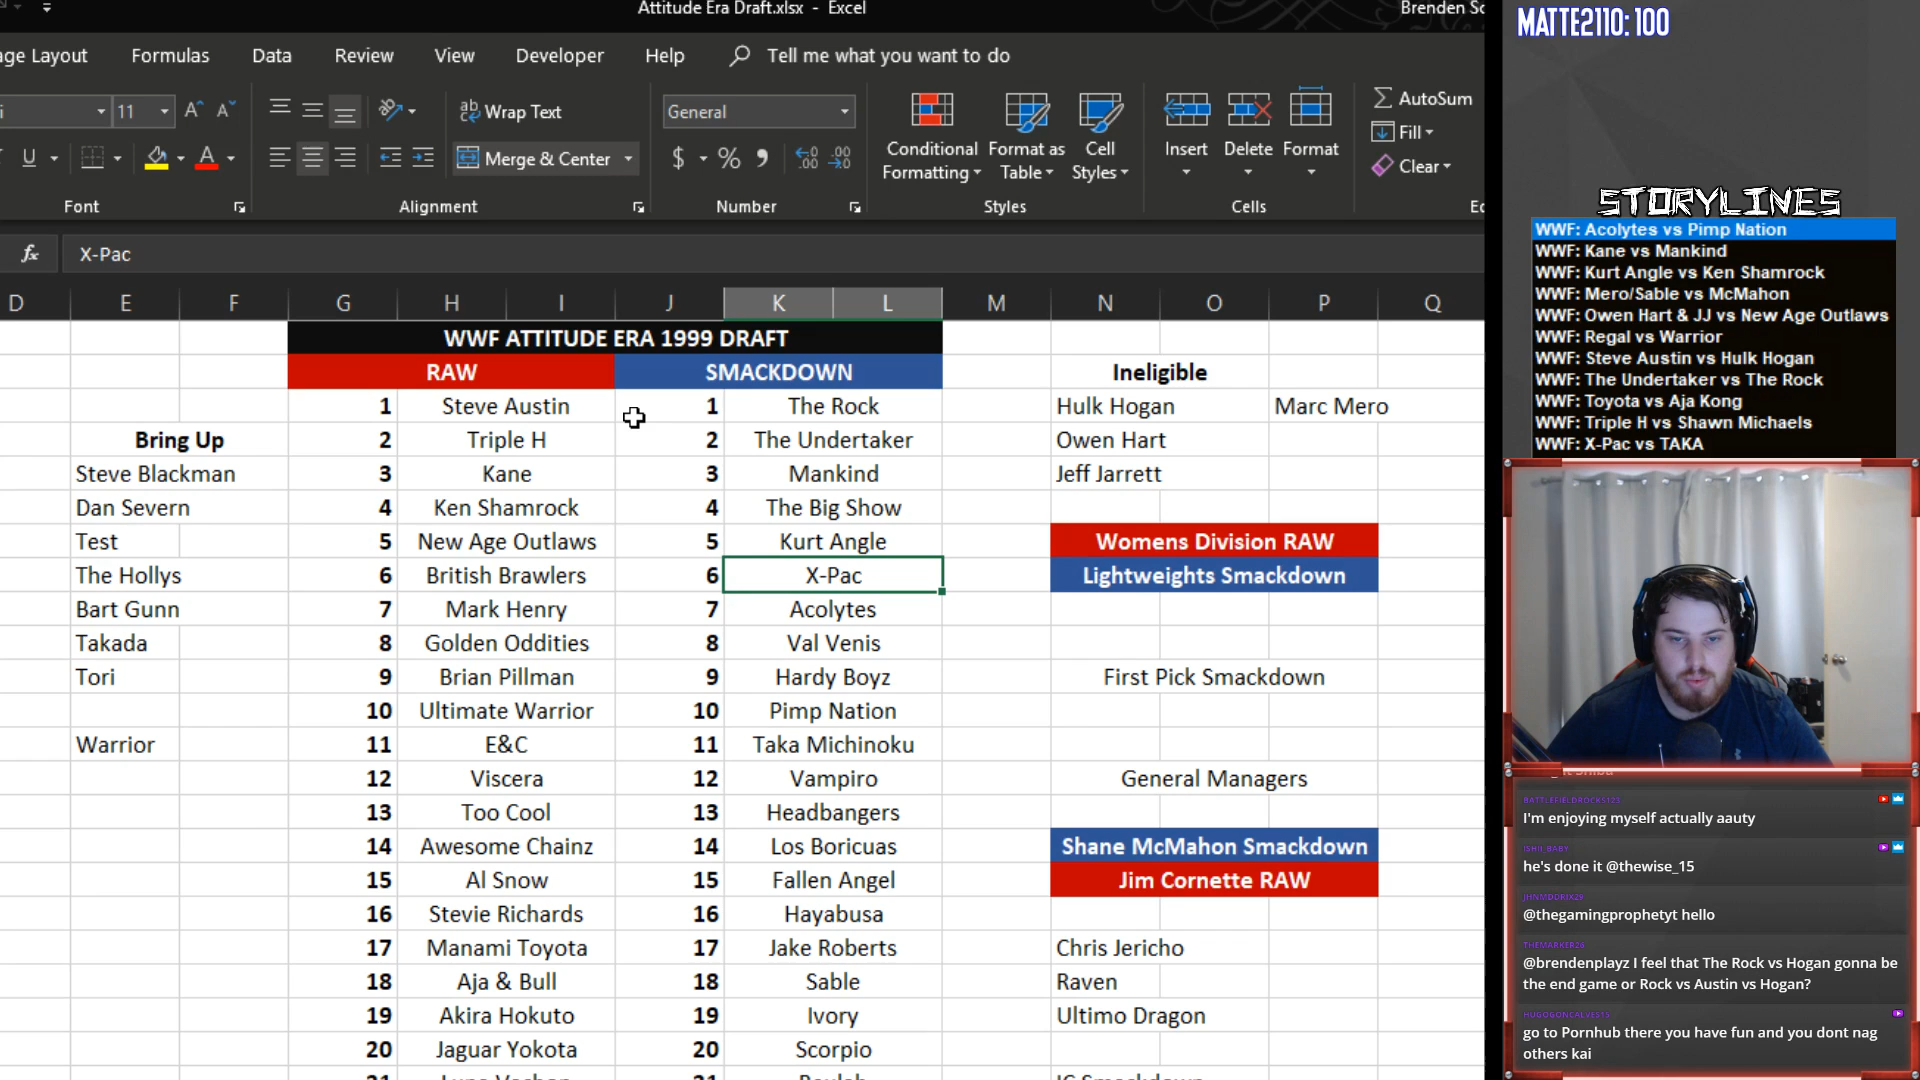 Attitude Era Draft.xlsx - Excel
Brenden Sc
MATTE2110: 100
ge Layout Formulas Data Review View Developer Help Tell me what you want to do
11 Wrap Text General AutoSum
Merge & Center Conditional Formatting Format as Table Cell Styles Insert Delete Format Fill Clear
Font Alignment Number Styles Cells
fx X-Pac
D E F G H I J K L M N O P Q
WWF ATTITUDE ERA 1999 DRAFT
RAW SMACKDOWN Ineligible
1 Steve Austin 1 The Rock Hulk Hogan Marc Mero
Bring Up 2 Triple H 2 The Undertaker Owen Hart
Steve Blackman 3 Kane 3 Mankind Jeff Jarrett
Dan Severn 4 Ken Shamrock 4 The Big Show
Test 5 New Age Outlaws 5 Kurt Angle Womens Division RAW
The Hollys 6 British Brawlers 6 X-Pac Lightweights Smackdown
Bart Gunn 7 Mark Henry 7 Acolytes
Takada 8 Golden Oddities 8 Val Venis
Tori 9 Brian Pillman 9 Hardy Boyz First Pick Smackdown
10 Ultimate Warrior 10 Pimp Nation
Warrior 11 E&C 11 Taka Michinoku
12 Viscera 12 Vampiro General Managers
13 Too Cool 13 Headbangers
14 Awesome Chainz 14 Los Boricuas Shane McMahon Smackdown
15 Al Snow 15 Fallen Angel Jim Cornette RAW
16 Stevie Richards 16 Hayabusa
17 Manami Toyota 17 Jake Roberts Chris Jericho
18 Aja & Bull 18 Sable Raven
19 Akira Hokuto 19 Ivory Ultimo Dragon
20 Jaguar Yokota 20 Scorpio
STORYLINES
WWF: Acolytes vs Pimp Nation
WWF: Kane vs Mankind
WWF: Kurt Angle vs Ken Shamrock
WWF: Mero/Sable vs McMahon
WWF: Owen Hart & JJ vs New Age Outlaws
WWF: Regal vs Warrior
WWF: Steve Austin vs Hulk Hogan
WWF: The Undertaker vs The Rock
WWF: Toyota vs Aja Kong
WWF: Triple H vs Shawn Michaels
WWF: X-Pac vs TAKA
BATTLEFIELDROCKS123
I'm enjoying myself actually aauty
ISHII_BABY
he's done it @thewise_15
JHNMDDRIX29
@thegamingprophetyt hello
THEMARKER26
@brendenplayz I feel that The Rock vs Hogan gonna be
the end game or Rock vs Austin vs Hogan?
HUGOGONCALVES15
go to Pornhub there you have fun and you dont nag
others kai